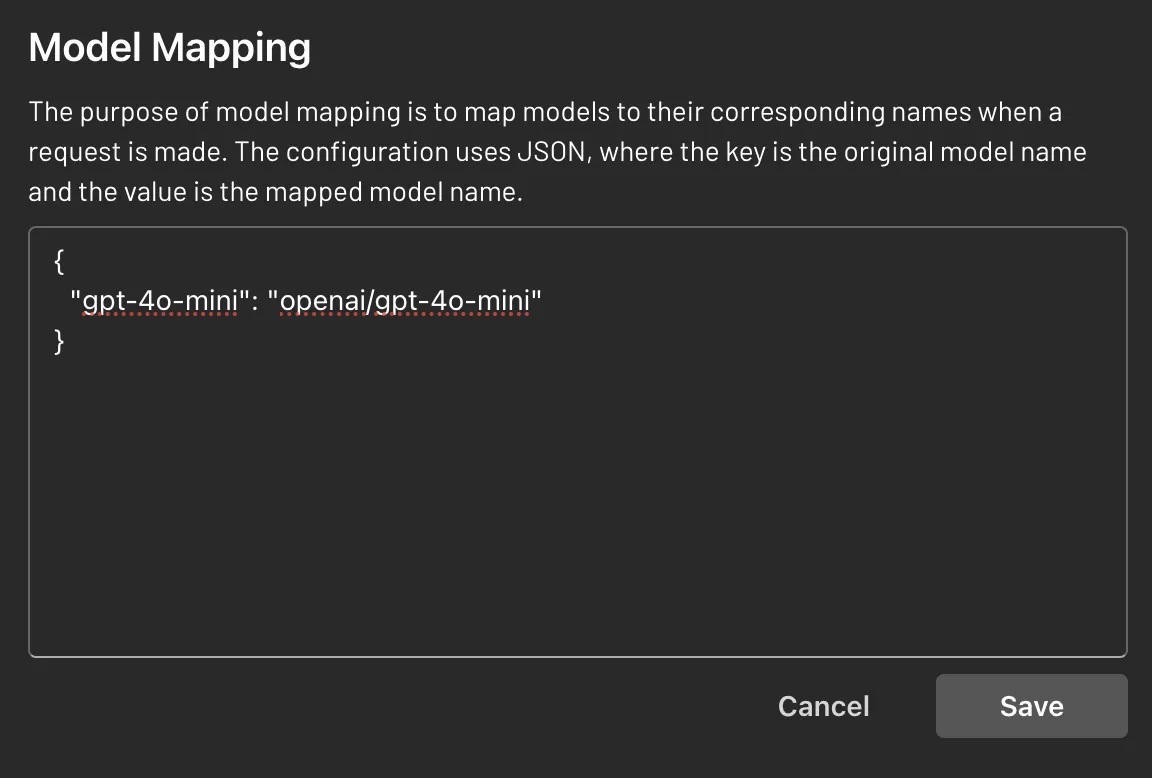 Model Mapping
The purpose of model mapping is to map models to their corresponding names when a
request is made. The configuration uses JSON, where the key is the original model name
and the value is the mapped model name.
{
"gpt-4o-mini": "openai/gpt-4o-mini"
}
Cancel
Save